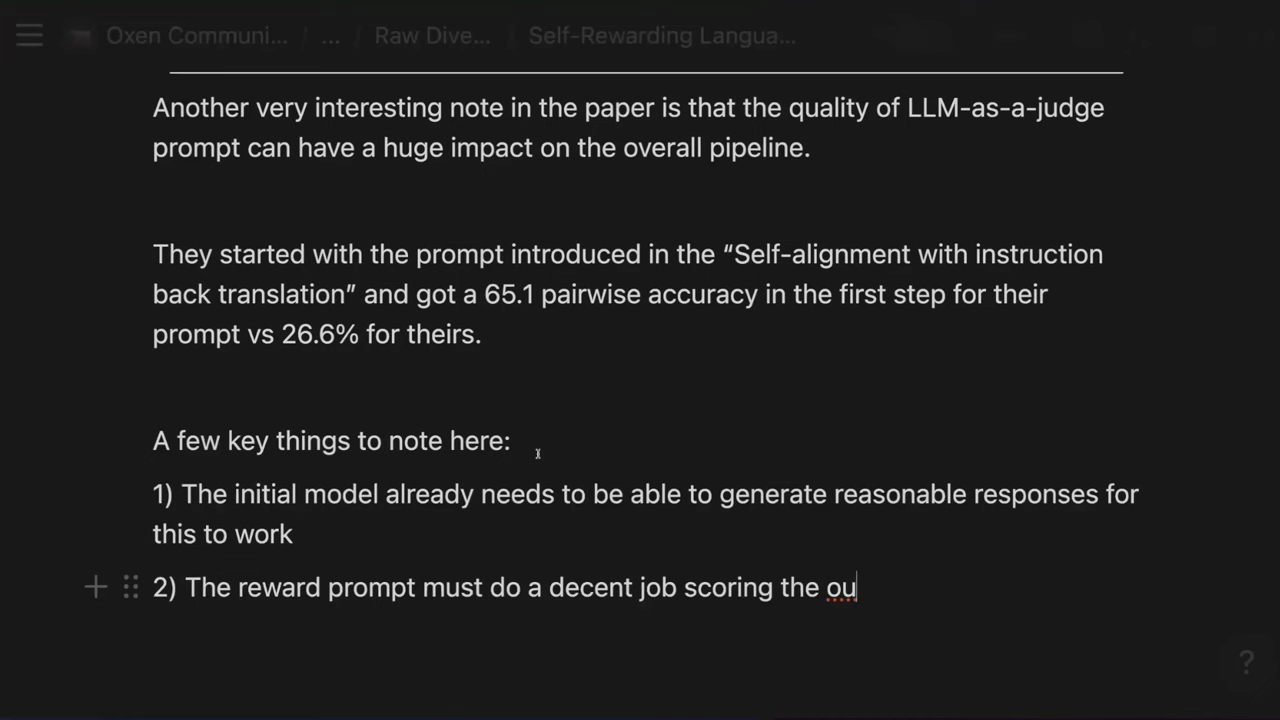 Oxen Communi... / ... / Raw Dive... / Self-Rewarding Langua...
Another very interesting note in the paper is that the quality of LLM-as-a-judge
prompt can have a huge impact on the overall pipeline.
They started with the prompt introduced in the “Self-alignment with instruction
back translation” and got a 65.1 pairwise accuracy in the first step for their
prompt vs 26.6% for theirs.
A few key things to note here:
1) The initial model already needs to be able to generate reasonable responses for
this to work
2) The reward prompt must do a decent job scoring the ou
?